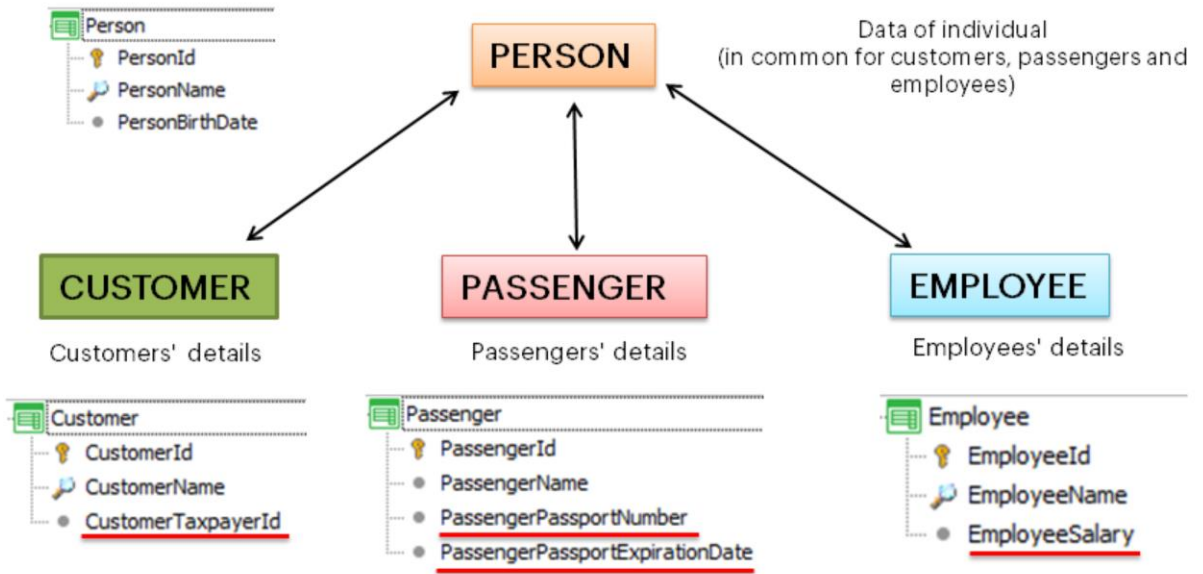 Person
PersonId
PersonName
PersonBirthDate
PERSON
Data of individual
(in common for customers, passengers and
employees)
CUSTOMER
Customers' details
PASSENGER
Passengers' details
EMPLOYEE
Employees' details
Customer
CustomerId
CustomerName
CustomerTaxpayerId
Passenger
PassengerId
PassengerName
PassengerPassportNumber
PassengerPassportExpirationDate
Employee
EmployeeId
EmployeeName
EmployeeSalary